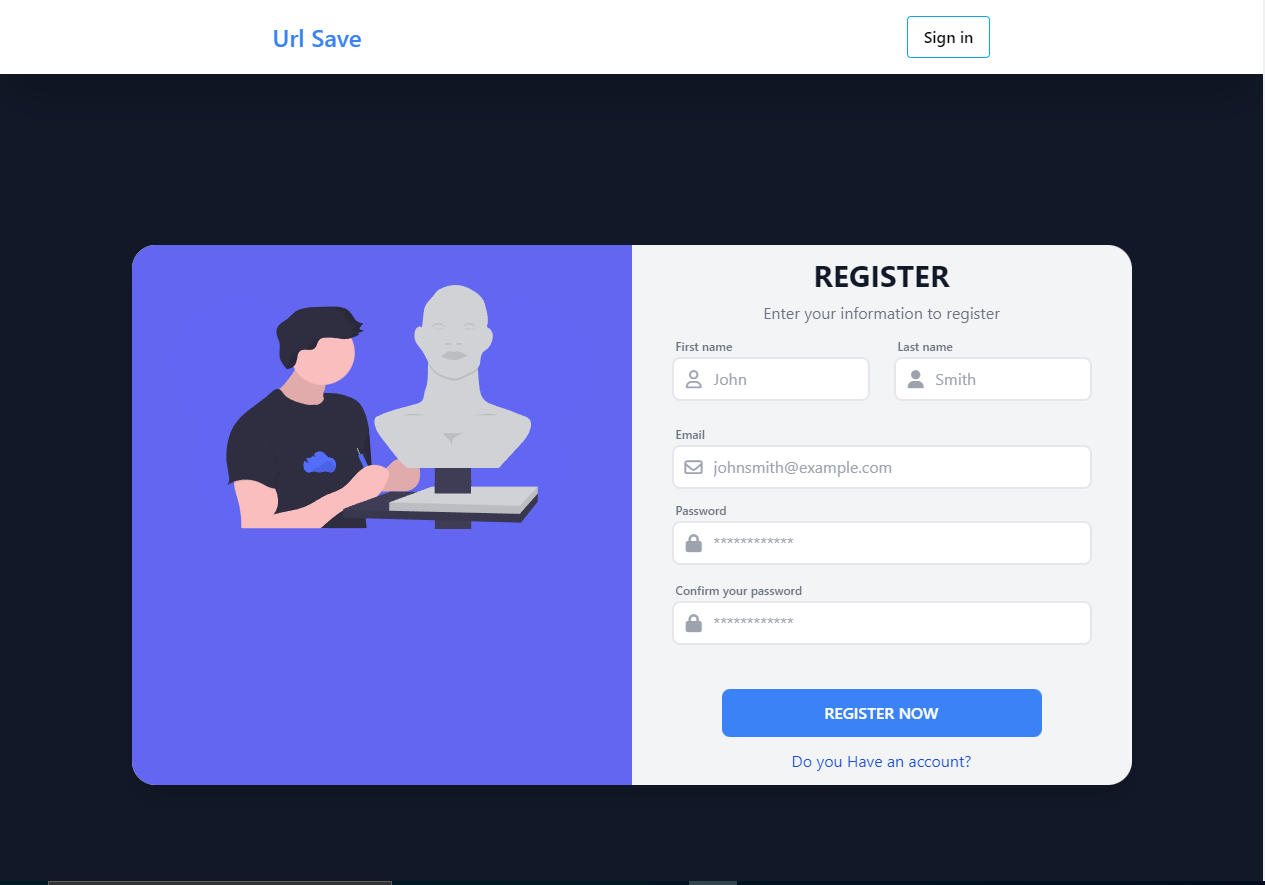 Url Save
Sign in
REGISTER
Enter your information to register
First name
Last name
John
Smith
Email
johnsmith@example.com
Password
************
Confirm your password
************
REGISTER NOW
Do you Have an account?